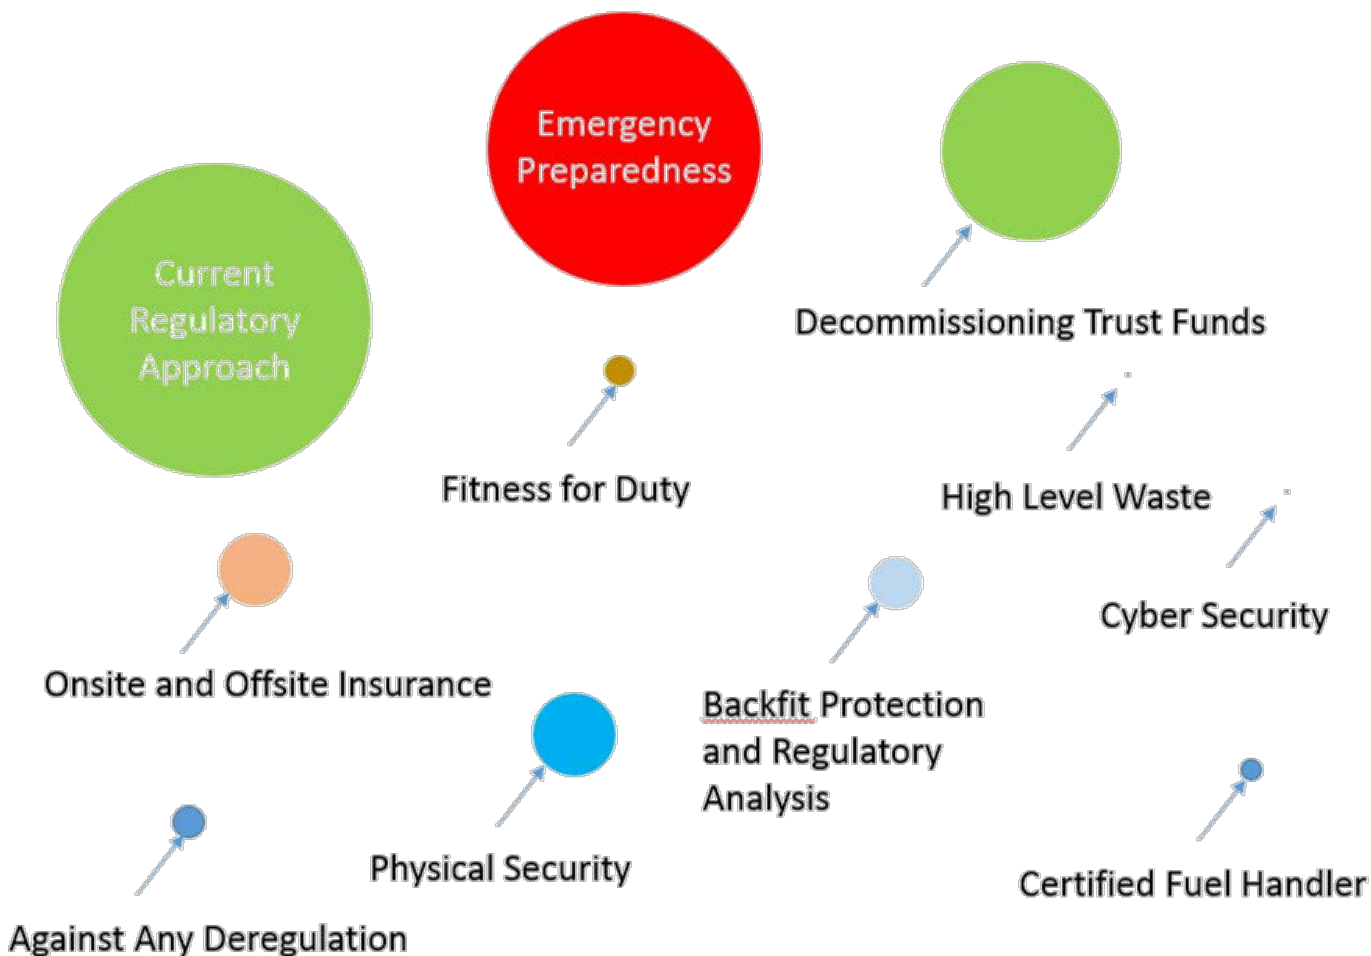 Emergency
Preparedness
Current
Regulatory
Approach
Decommissioning Trust Funds
Fitness for Duty
High Level Waste
Cyber Security
Onsite and Offsite Insurance
Backfit Protection
and Regulatory
Analysis
Physical Security
Certified Fuel Handler
Against Any Deregulation